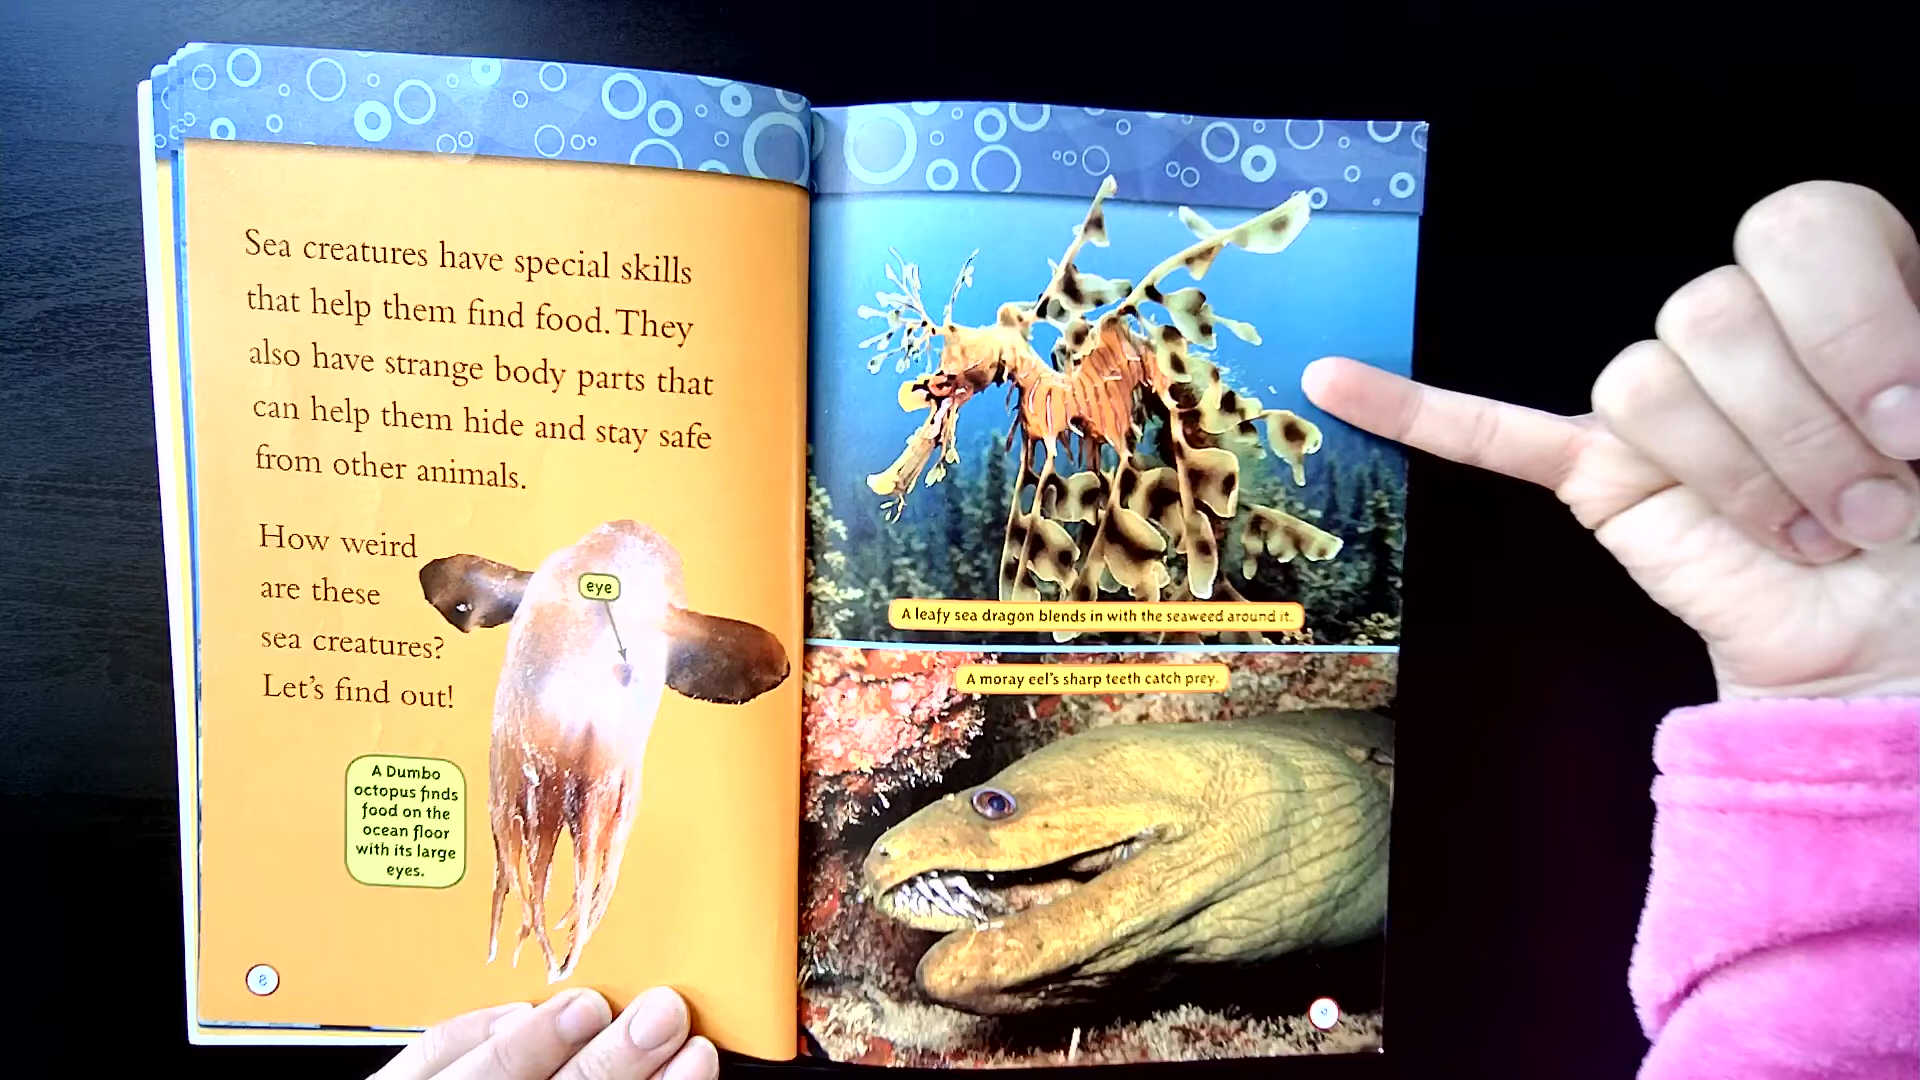 Sea creatures have special skills
that help them find food. They
also have strange body parts that
can help them hide and stay safe
from other animals.
How weird
are these
sea creatures?
Let's find out!
eye
A Dumbo
octopus finds
food on the
ocean floor
with its large
eyes.
8
A leafy sea dragon blends in with the seaweed around it.
A moray eel's sharp teeth catch prey.
9